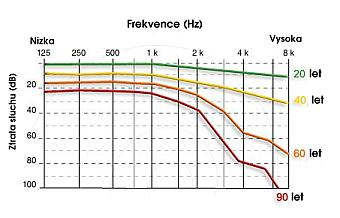 Frekvence (Hz)
Nízka
Vysoka
125 250 500 1 k 2 k 4 k 8 k
Ztrata sluchu (dB)
20
40
60
80
100
20 let
40 let
60 let
90 let